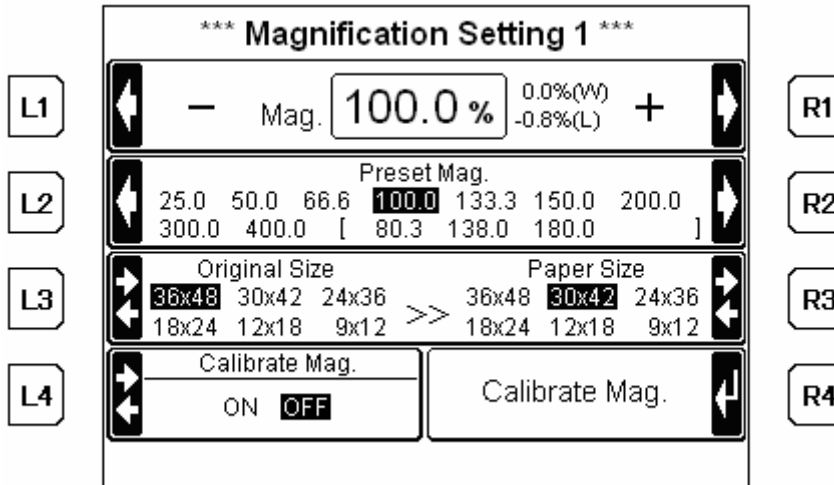 *** Magnification Setting 1 ***
L1
− Mag. 100.0 % 0.0%(W) -0.8%(L) +
R1
Preset Mag.
L2
25.0 50.0 66.6 100.0 133.3 150.0 200.0
300.0 400.0 [ 80.3 138.0 180.0 ]
R2
Original Size Paper Size
L3
36x48 30x42 24x36 >> 36x48 30x42 24x36
18x24 12x18 9x12 18x24 12x18 9x12
R3
Calibrate Mag.
L4
ON OFF
Calibrate Mag.
R4